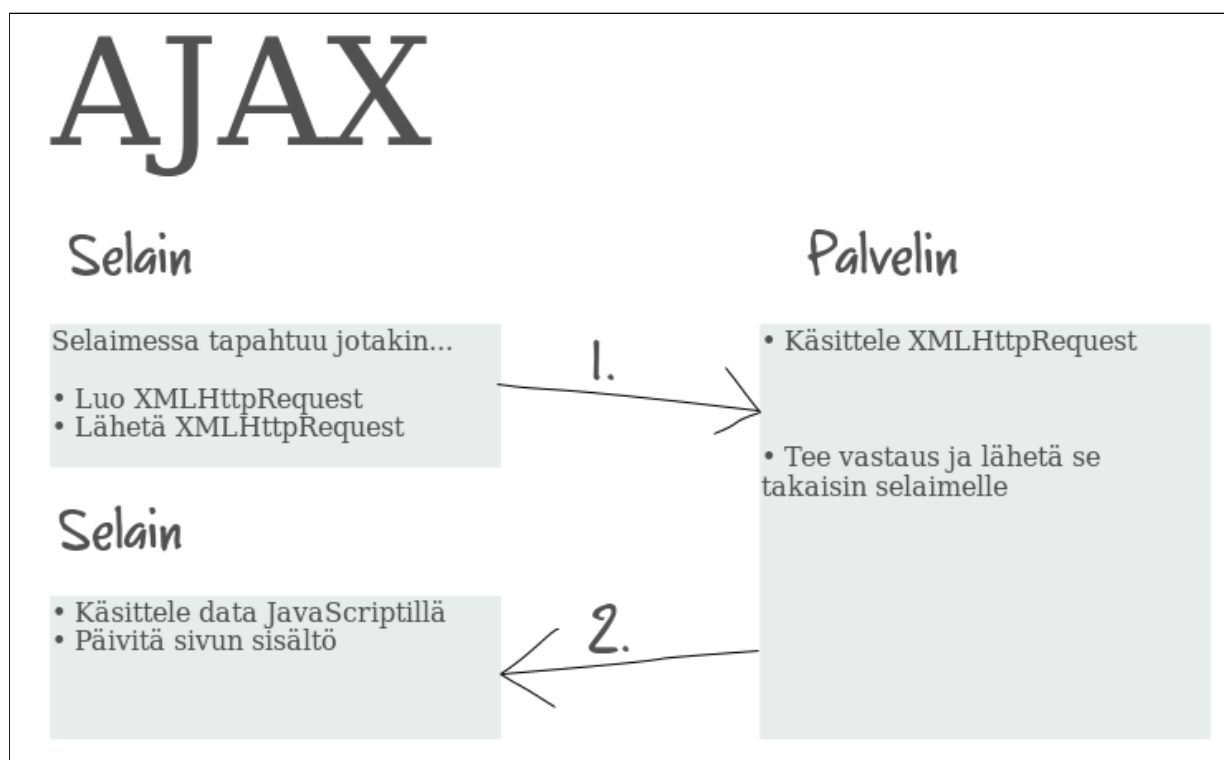 AJAX
Selain
Selaimessa tapahtuu jotakin...
• Luo XMLHttpRequest
• Lähetä XMLHttpRequest
1.
Palvelin
• Käsittele XMLHttpRequest
• Tee vastaus ja lähetä se
takaisin selaimelle
2.
Selain
• Käsittele data JavaScriptillä
• Päivitä sivun sisältö